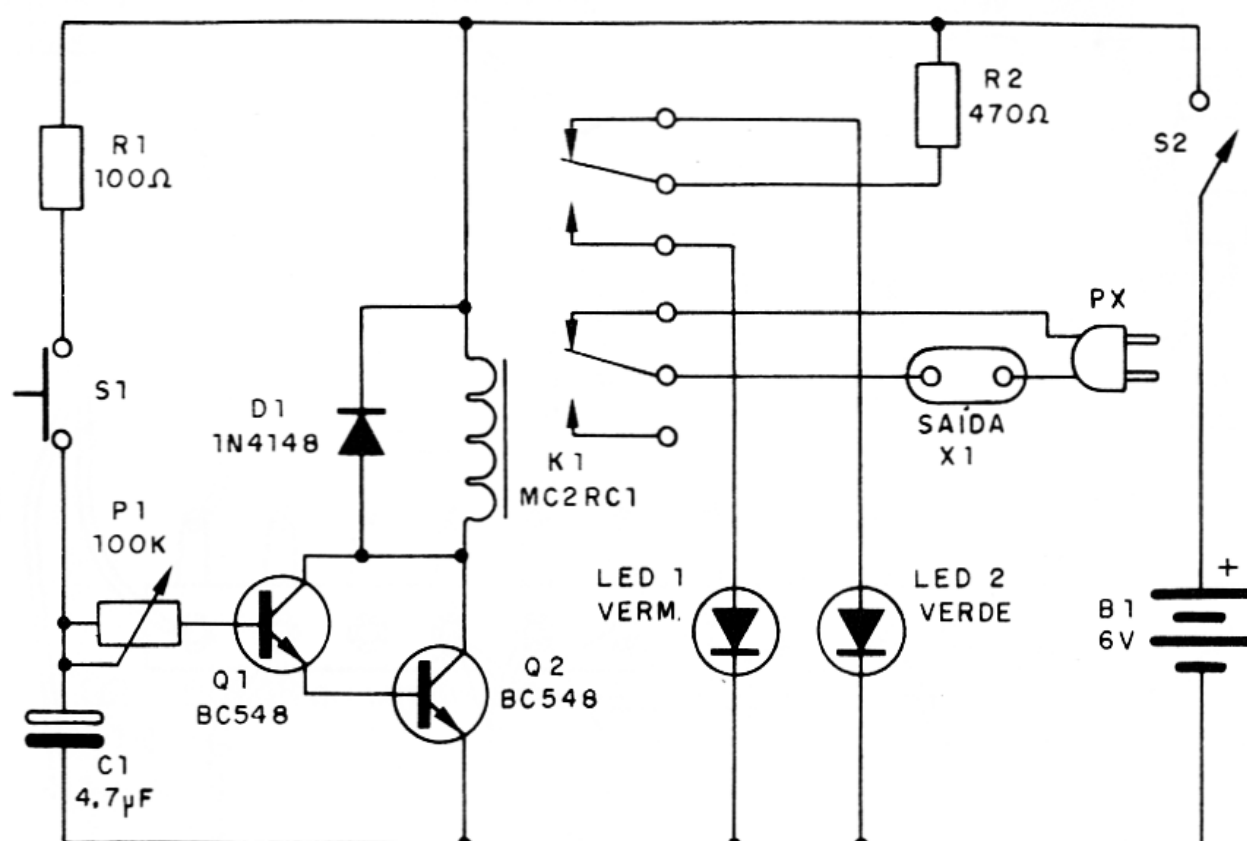 R1
100Ω
R2
470Ω
S2
S1
PX
D1
1N4148
SAÍDA
X1
K1
MC2RC1
P1
100K
LED 1
VERM.
LED 2
VERDE
+
B1
6V
Q1
BC548
Q2
BC548
C1
4.7µF